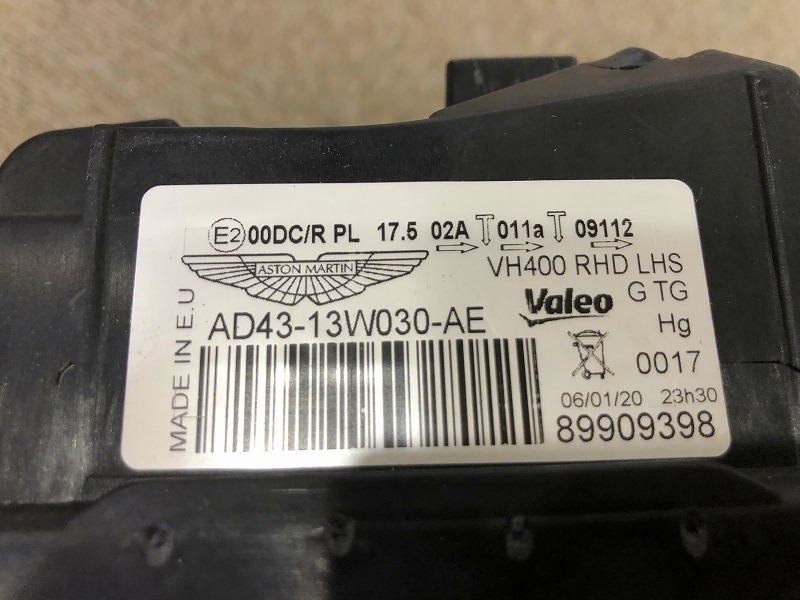 E2 00DC/R PL 17.5 02A T 011a T 09112
ASTON MARTIN
VH400 RHD LHS
MADE IN E.U
AD43-13W030-AE
Valeo
G TG
Hg
0017
06/01/20 23h30
89909398